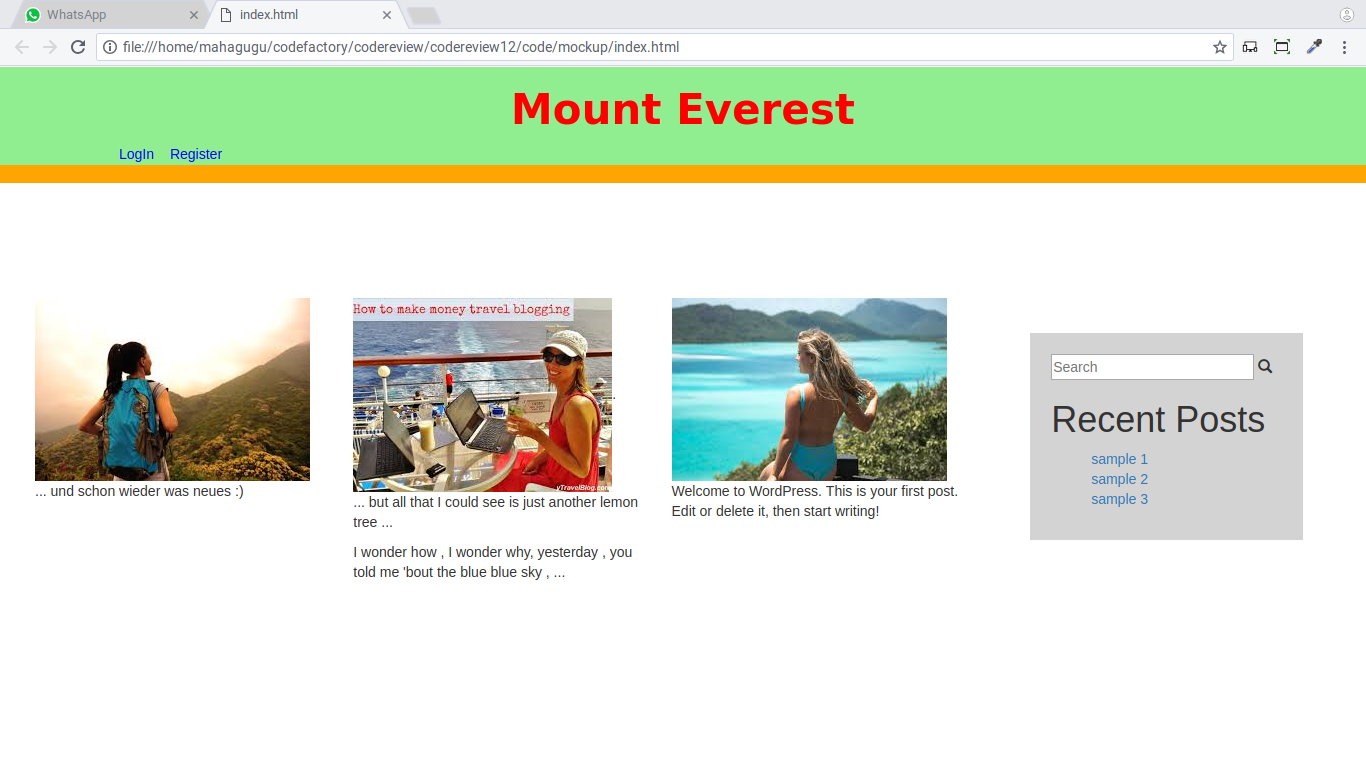 WhatsApp
index.html
file:///home/mahagugu/codefactory/codereview/codereview12/code/mockup/index.html
Mount Everest
LogIn Register
How to make money travel blogging
vTravelBlog.com
... und schon wieder was neues :)
... but all that I could see is just another lemon
tree ...
I wonder how , I wonder why, yesterday , you
told me 'bout the blue blue sky , ...
Welcome to WordPress. This is your first post.
Edit or delete it, then start writing!
Search
Recent Posts
sample 1
sample 2
sample 3